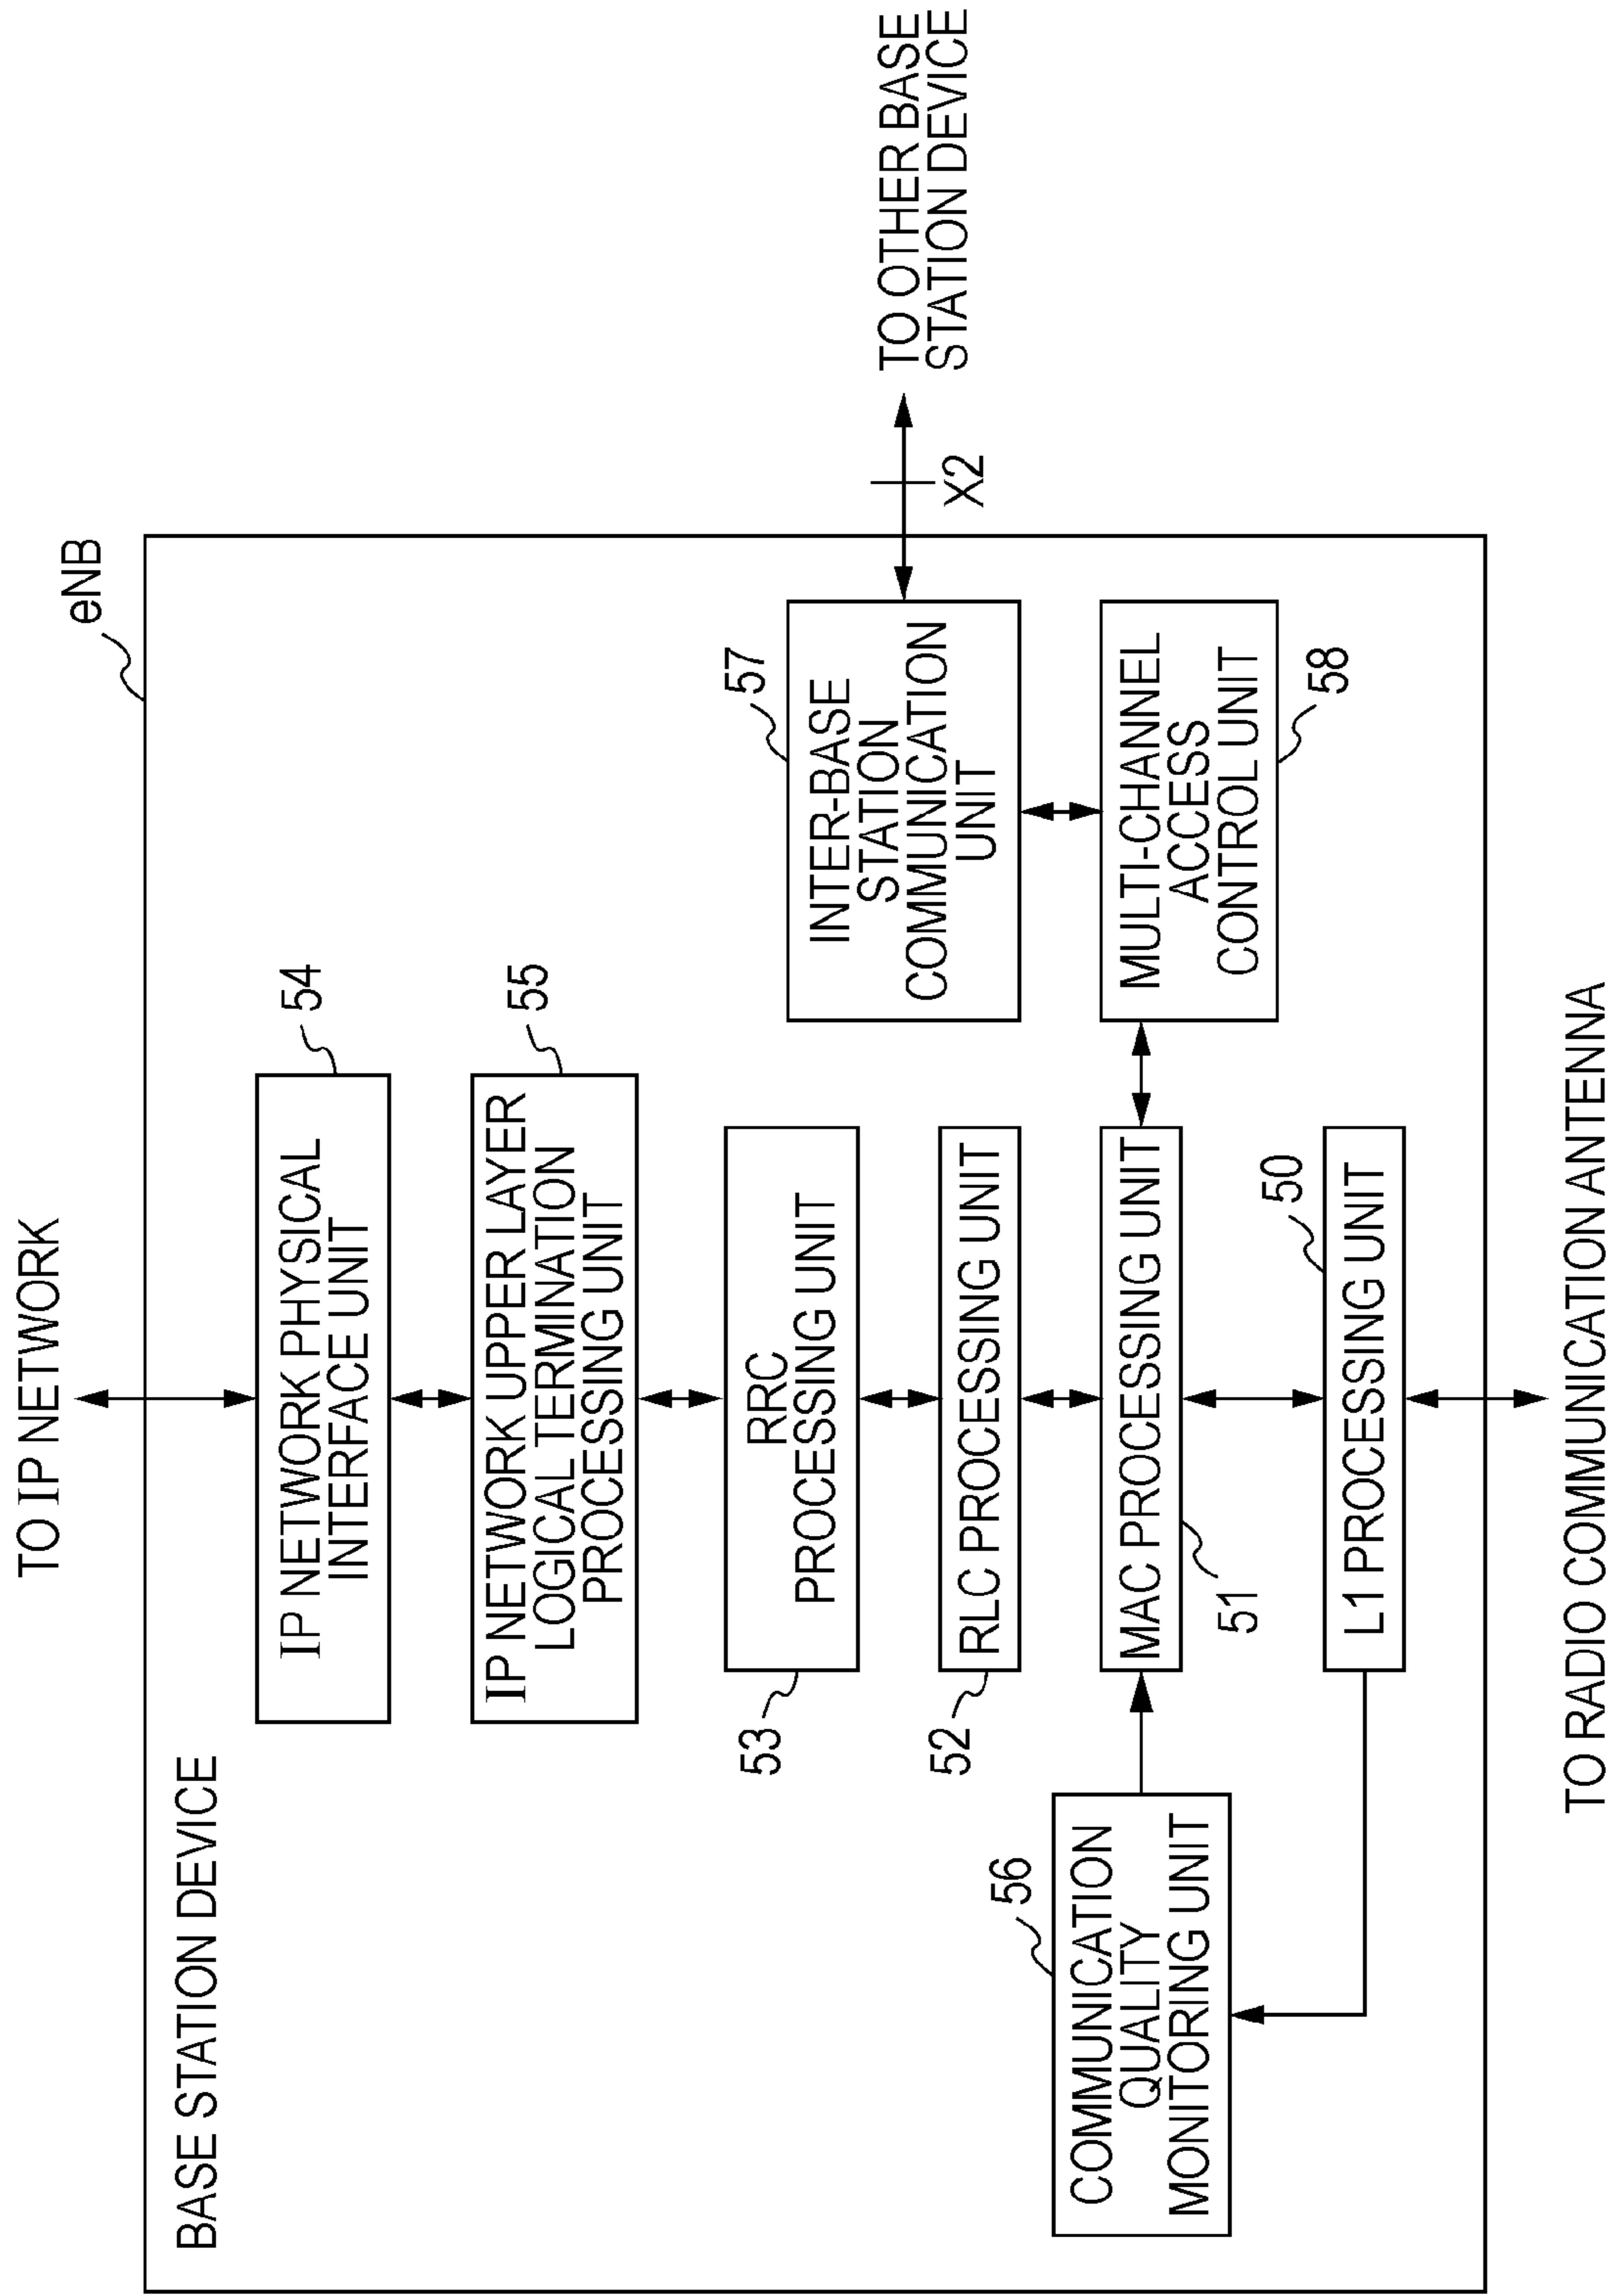 TO IP NETWORK
eNB
BASE STATION DEVICE
54
IP NETWORK PHYSICAL
INTERFACE UNIT
55
IP NETWORK UPPER LAYER
LOGICAL TERMINATION
PROCESSING UNIT
53
RRC
PROCESSING UNIT
57
INTER-BASE
STATION
COMMUNICATION
UNIT
X2
TO OTHER BASE
STATION DEVICE
52
RLC PROCESSING UNIT
56
COMMUNICATION
QUALITY
MONITORING UNIT
MAC PROCESSING UNIT
51
MULTI-CHANNEL
ACCESS
CONTROL UNIT
58
50
L1 PROCESSING UNIT
TO RADIO COMMUNICATION ANTENNA